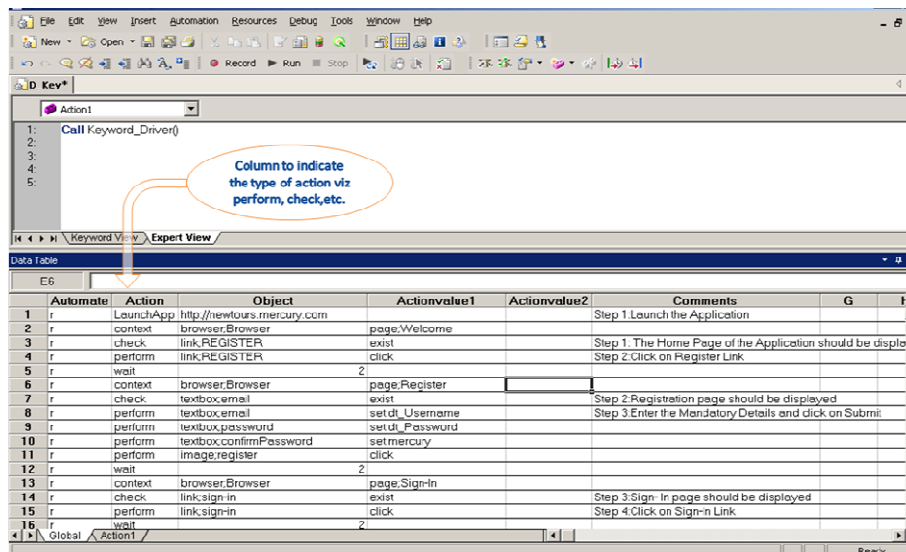 File Edit View Insert Automation Resources Debug Tools Window Help
New Open
Record Run Stop
D Key*
Action1
1: Call Keyword_Driver()
2:
3:
4:
5:
Column to indicate
the type of action viz
perform, check,etc.
Keyword View Expert View
Data Table
E6
Automate Action Object Actionvalue1 Actionvalue2 Comments G H
1 r LaunchApp http://newtours.mercury.com Step 1:Launch the Application
2 r context browser;Browser page;Welcome
3 r check link;REGISTER exist Step 1: The Home Page of the Application should be displa
4 r perform link;REGISTER click Step 2:Click on Register Link
5 r wait 2
6 r context browser;Browser page;Register
7 r check textbox;email exist Step 2:Registration page should be displayed
8 r perform textbox;email set:dt_Username Step 3:Enter the Mandatory Details and click on Submit
9 r perform textbox;password set:dt_Password
10 r perform textbox;confirmPassword set:mercury
11 r perform image;register click
12 r wait 2
13 r context browser;Browser page;Sign-In
14 r check link;sign-in exist Step 3:Sign- In page should be displayed
15 r perform link;sign-in click Step 4:Click on Sign-in Link
16 r wait 2
Global Action1
Ready